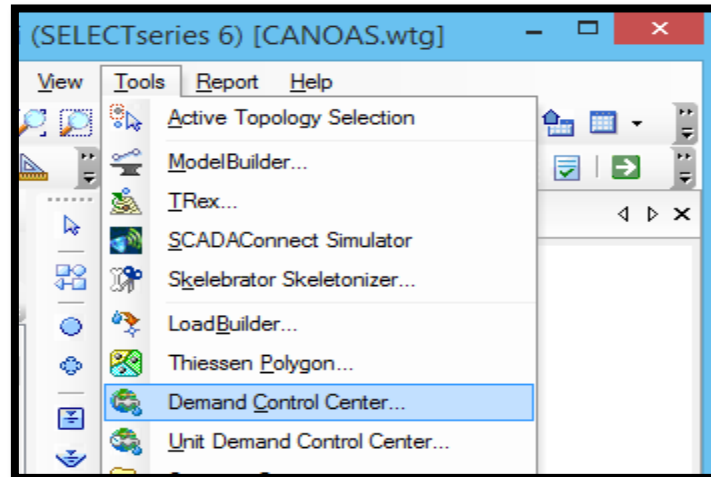 (SELECTseries 6) [CANOAS.wtg]
View Tools Report Help
Active Topology Selection
ModelBuilder...
TRex...
SCADAConnect Simulator
Skelebrator Skeletonizer...
LoadBuilder...
Thiessen Polygon...
Demand Control Center...
Unit Demand Control Center...